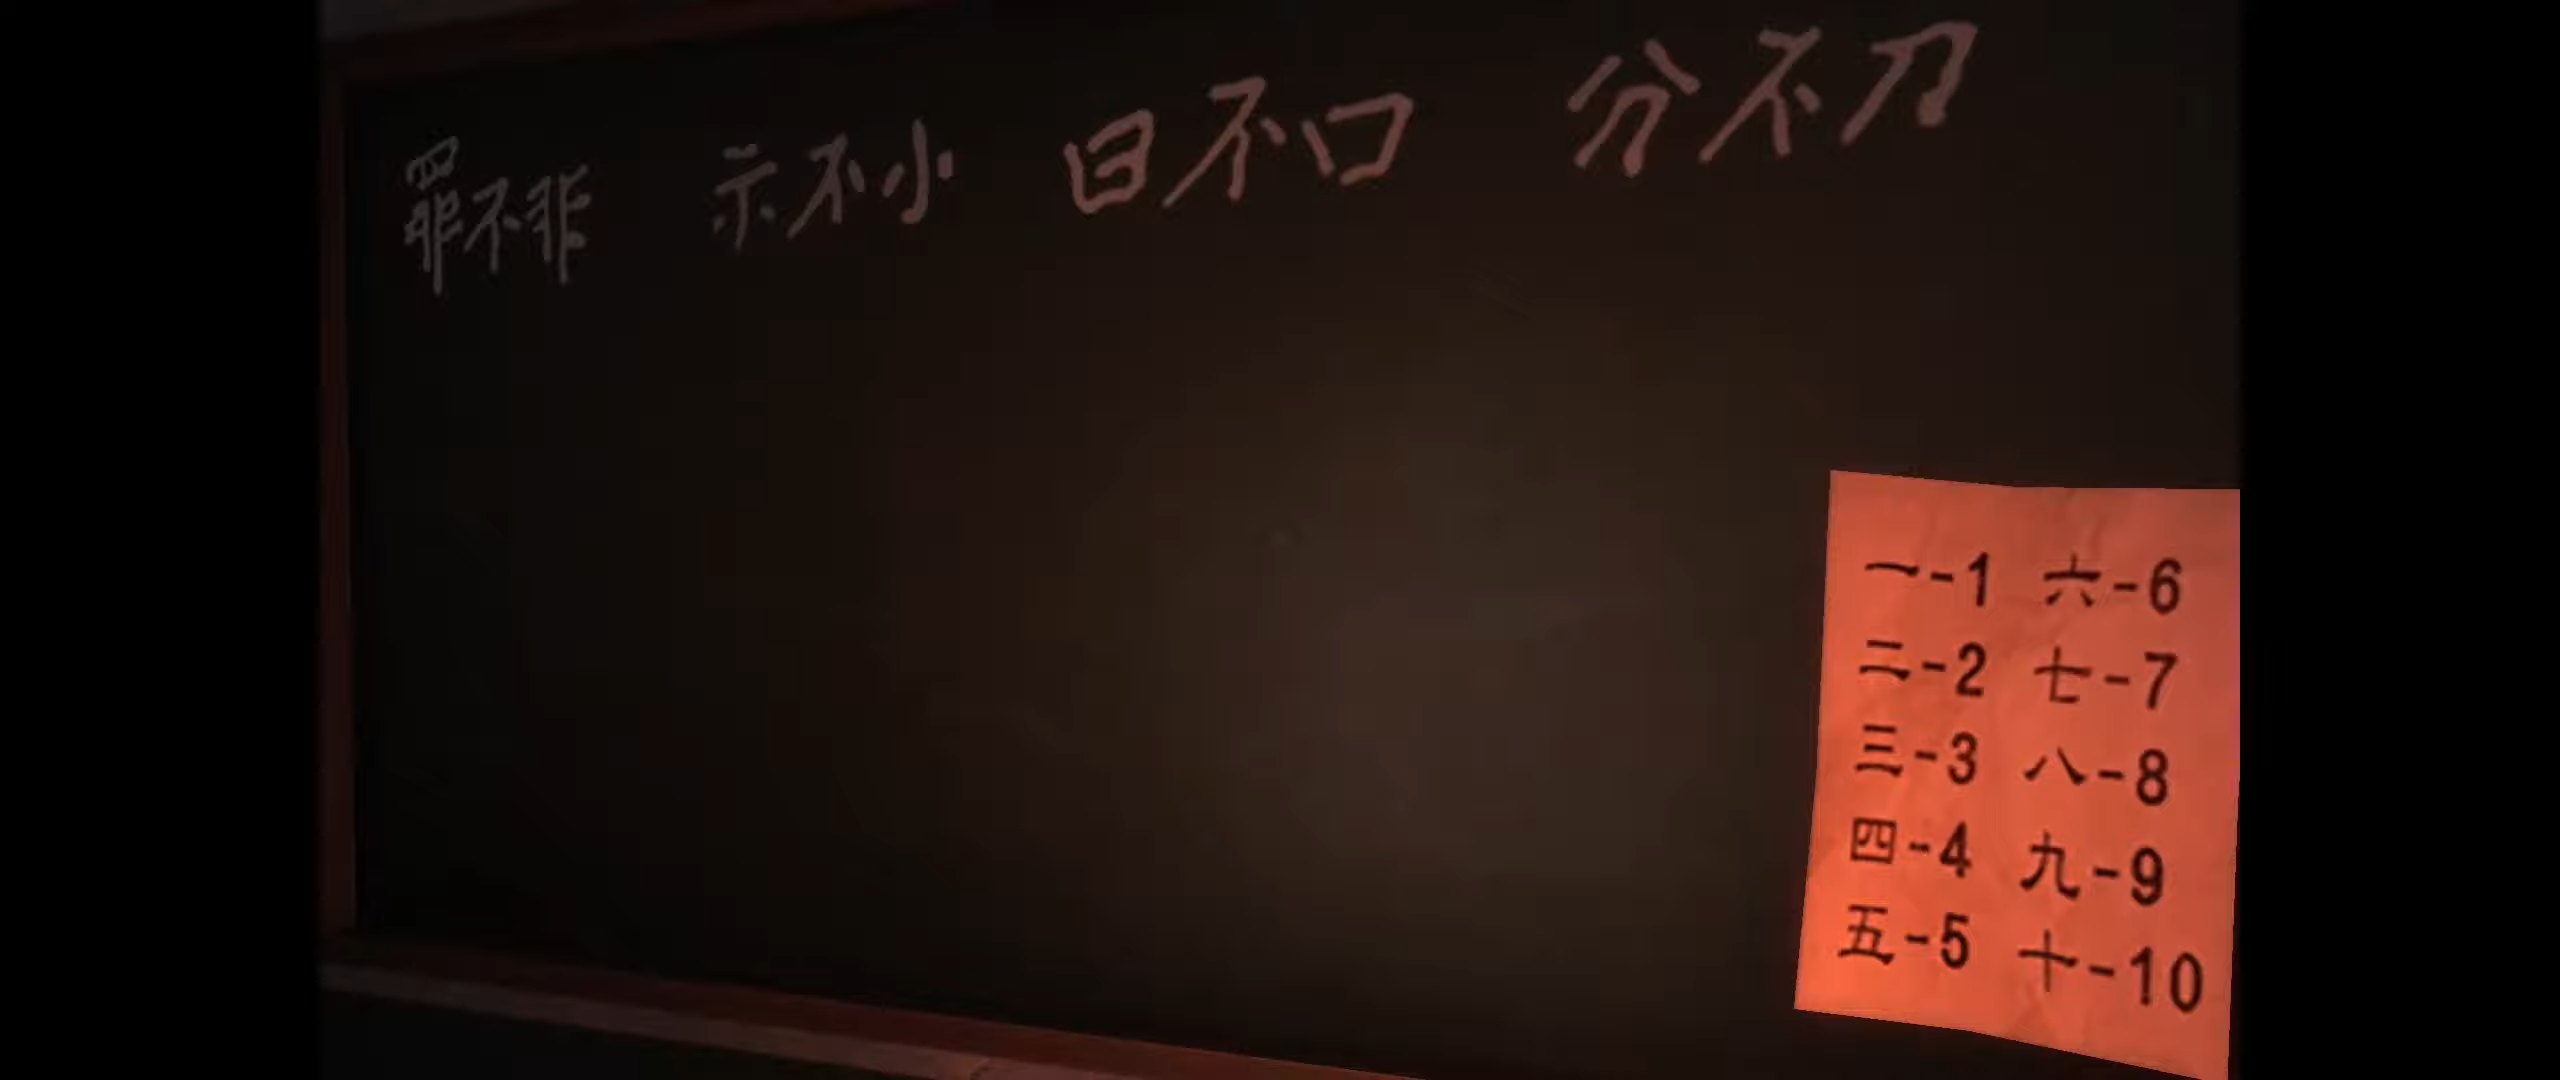 罪不非 示不小 日不口 分不刀
一-1 六-6
二-2 七-7
三-3 八-8
四-4 九-9
五-5 十-10